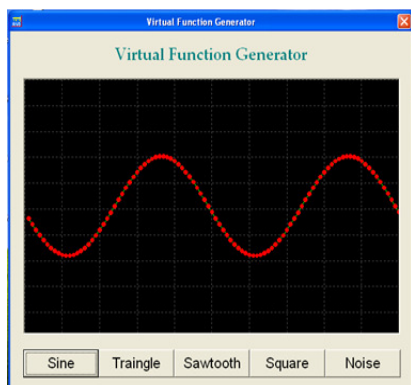 Virtual Function Generator
Virtual Function Generator
Sine Traingle Sawtooth Square Noise